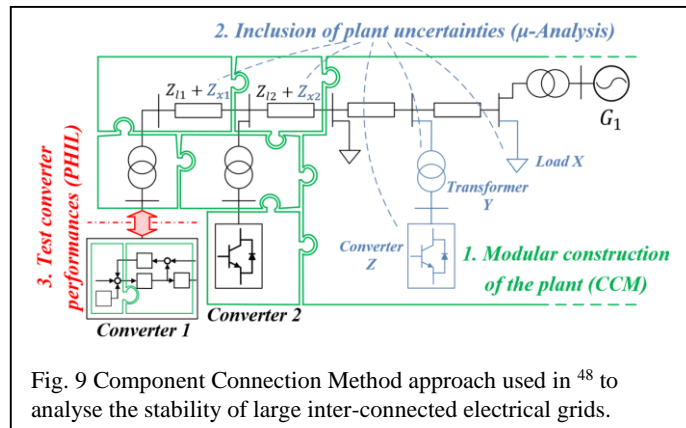 2. Inclusion of plant uncertainties (μ-Analysis)
Z_{l1} + Z_{x1}
Z_{l2} + Z_{x2}
G_1
Load X
Transformer
Y
3. Test converter
performances (PHIL)
Converter
Z
1. Modular construction
of the plant (CCM)
Converter 1
Converter 2
Fig. 9 Component Connection Method approach used in ^{48} to
analyse the stability of large inter-connected electrical grids.